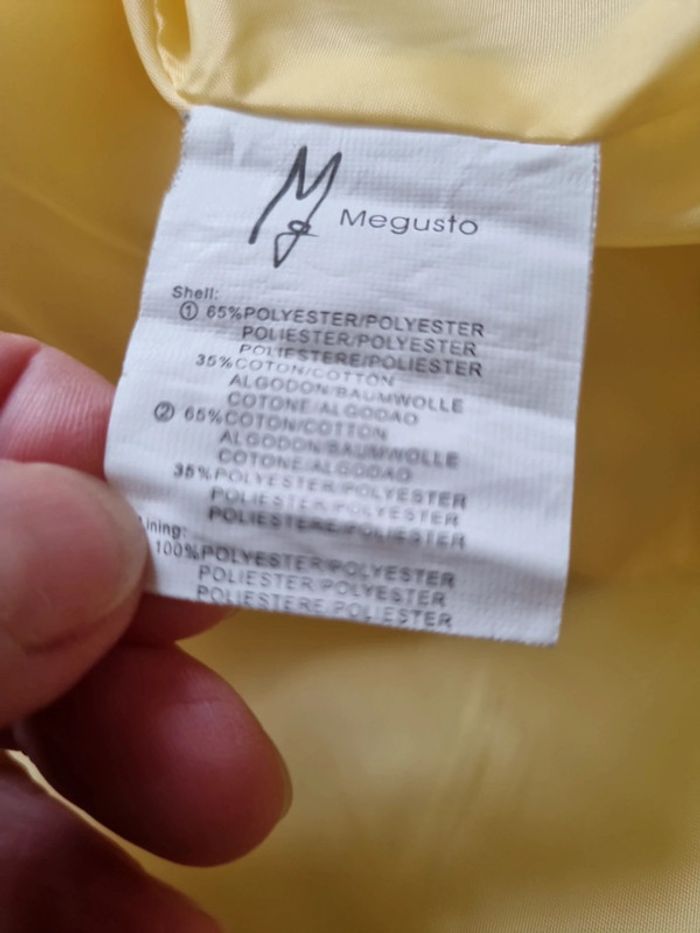 Megusto
Shell:
① 65%POLYESTER/POLYESTER
POLIESTER/POLYESTER
POLIESTERE/POLIESTER
35%COTON/COTTON
ALGODON/BAUMWOLLE
COTONE/ALGODAO
② 65%COTON/COTTON
ALGODON/BAUMWOLLE
COTONE/ALGODAO
35%POLYESTER/POLYESTER
POLIESTER/POLYESTER
POLIESTERE/POLIESTER
Lining:
100%POLYESTER/POLYESTER
POLIESTER/POLYESTER
POLIESTERE/POLIESTER